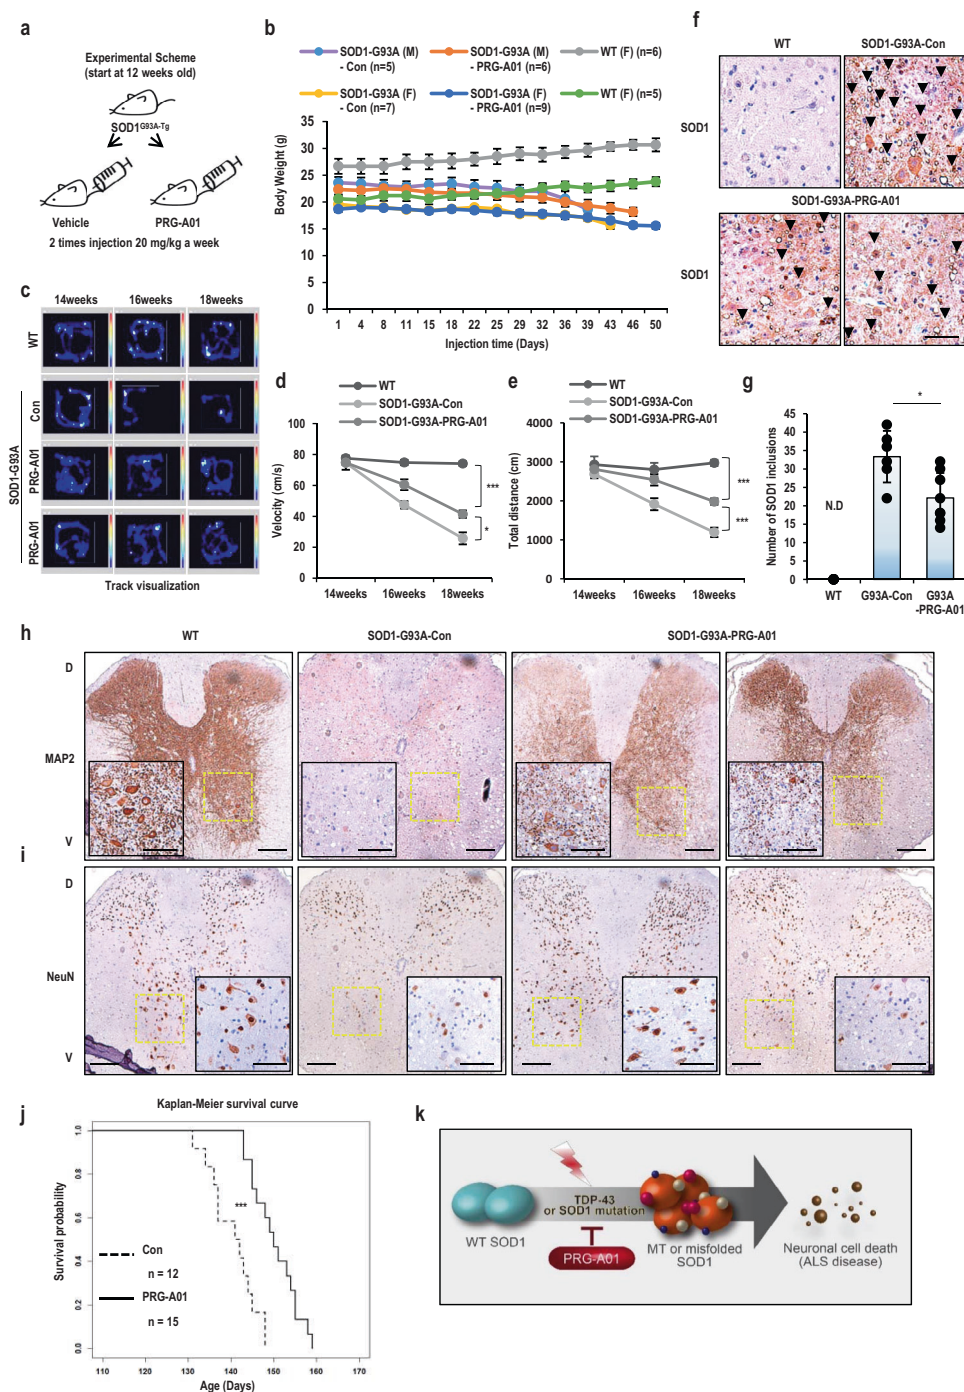 a
Experimental Scheme
(start at 12 weeks old)
SOD1G93A-Tg
Vehicle
PRG-A01
2 times injection 20 mg/kg a week
b
SOD1-G93A (M)
- Con (n=5)
SOD1-G93A (M)
- PRG-A01(n=6)
WT (F) (n=6)
SOD1-G93A (F)
- Con (n=7)
SOD1-G93A (F)
- PRG-A01(n=9)
WT (F) (n=5)
Body Weight (g)
35
30
25
20
15
10
5
0
1 4 8 11 15 18 22 25 29 32 36 39 43 46 50
Injection time (Days)
c
14weeks 16weeks 18weeks
WT
SOD1-G93A
Con
PRG-A01
PRG-A01
Track visualization
d
WT
SOD1-G93A-Con
SOD1-G93A-PRG-A01
Velocity (cm/s)
100
80
60
40
20
0
***
*
14weeks 16weeks 18weeks
e
WT
SOD1-G93A-Con
SOD1-G93A-PRG-A01
Total distance (cm)
4000
3000
2000
1000
0
***
***
14weeks 16weeks 18weeks
f
WT SOD1-G93A-Con
SOD1
SOD1-G93A-PRG-A01
SOD1
g
Number of SOD1 inclusions
45
40
35
30
25
20
15
10
5
0
N.D
*
WT G93A-Con G93A
-PRG-A01
h
WT SOD1-G93A-Con SOD1-G93A-PRG-A01
D
MAP2
V
i
D
NeuN
V
j
Kaplan-Meier survival curve
Survival probability
1.0
0.8
0.6
0.4
0.2
0.0
***
Con
n = 12
PRG-A01
n = 15
110 120 130 140 150 160 170
Age (Days)
k
WT SOD1
TDP-43
or SOD1 mutation
PRG-A01
MT or misfolded
SOD1
Neuronal cell death
(ALS disease)